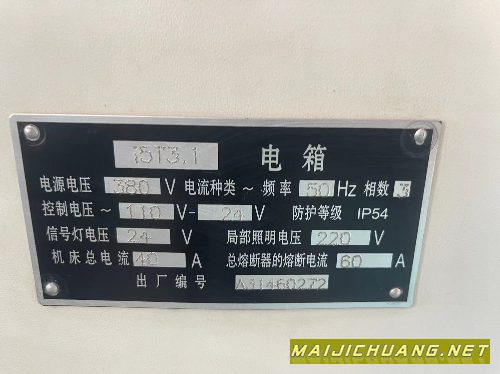 i5T3.1 电箱
电源电压 380 V 电流种类 ~ 频率 50 Hz 相数 3
控制电压 ~ 110 V- 24 V 防护等级 IP54
信号灯电压 24 V 局部照明电压 220 V
机床总电流 40 A 总熔断器的熔断电流 60 A
出厂编号
MAIJICHUANG.NET